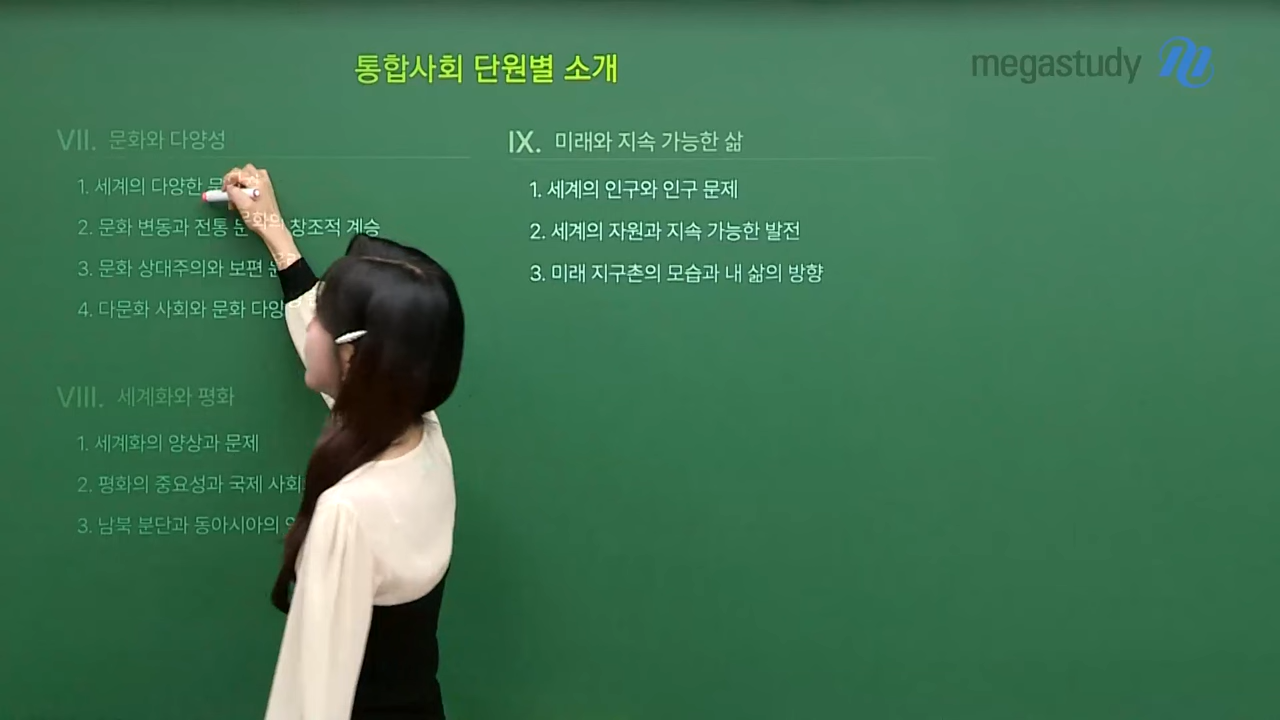 통합사회 단원별 소개
megastudy
VII. 문화와 다양성
1. 세계의 다양한
2. 문화 변동과 전통 문화의 창조적 계승
3. 문화 상대주의와 보편
4. 다문화 사회와 문화
VIII. 세계화와 평화
1. 세계화의 양상과 문제
2. 평화의 중요성과 국제
3. 남북 분단과 동아시아의
IX. 미래와 지속 가능한 삶
1. 세계의 인구와 인구 문제
2. 세계의 자원과 지속 가능한 발전
3. 미래 지구촌의 모습과 내 삶의 방향